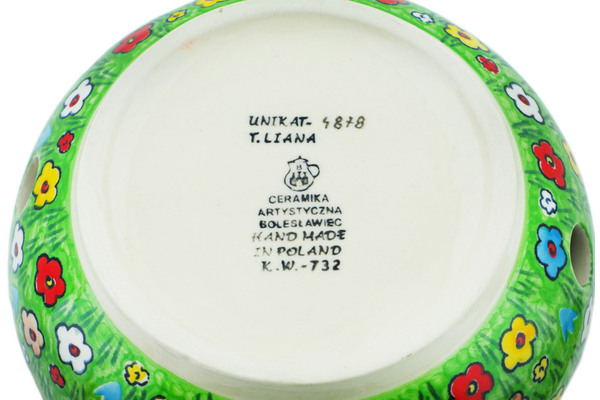 UNIKAT- 4878
T. LIANA
CERAMIKA
ARTYSTYCZNA
BOLESŁAWIEC
HAND MADE
IN POLAND
K.W.-732